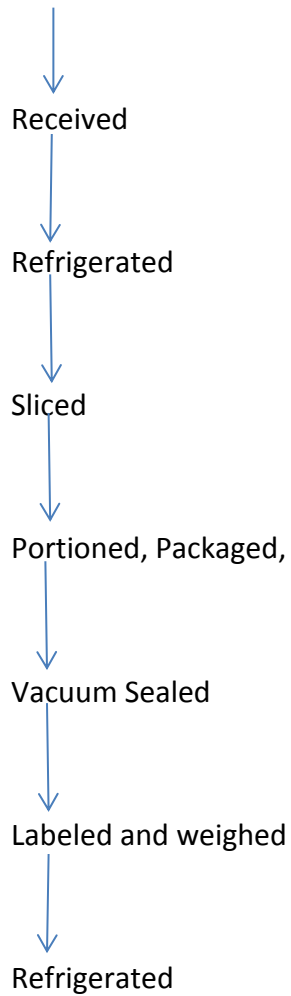 Received
Refrigerated
Sliced
Portioned, Packaged,
Vacuum Sealed
Labeled and weighed
Refrigerated